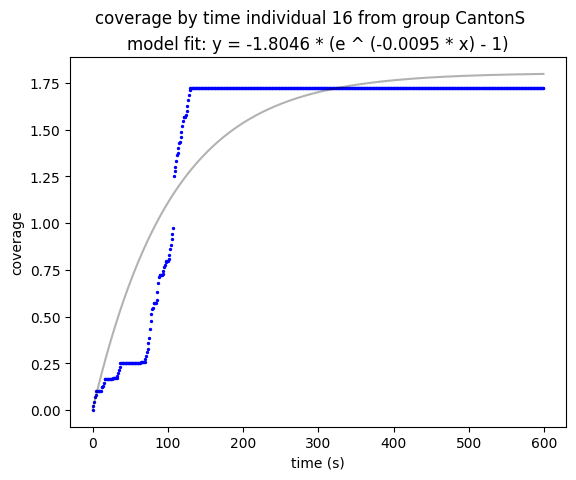 coverage by time individual 16 from group CantonS
model fit: y = -1.8046 * (e ^ (-0.0095 * x) - 1)
1.75
1.50
1.25
1.00
0.75
0.50
0.25
0.00
coverage
0 100 200 300 400 500 600
time (s)